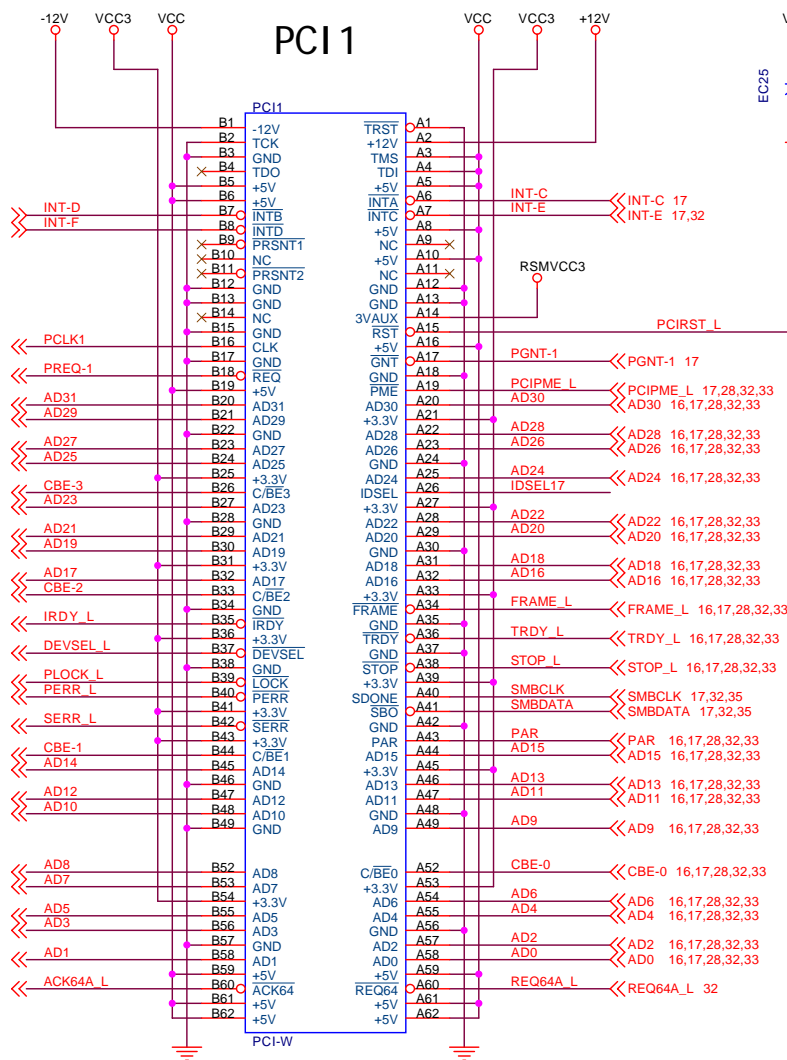 -12V VCC3 VCC PCI 1 VCC VCC3 +12V V
EC25
PCI1
B1 -12V TRST A1
B2 TCK +12V A2
B3 GND TMS A3
B4 TDO TDI A4
B5 +5V +5V A5
B6 +5V INTA A6 INT-C INT-C 17
INT-D B7 INTB INTC A7 INT-E INT-E 17,32
INT-F B8 INTD +5V A8
B9 PRSNT1 NC A9
B10 NC +5V A10
B11 PRSNT2 NC A11
RSMVCC3
B12 GND GND A12
B13 GND GND A13
B14 NC 3VAUX A14
B15 GND RST A15 PCIRST_L
PCLK1 B16 CLK +5V A16
B17 GND GNT A17 PGNT-1 PGNT-1 17
PREQ-1 B18 REQ GND A18
B19 +5V PME A19 PCIPME_L PCIPME_L 17,28,32,33
AD31 B20 AD31 AD30 A20 AD30 AD30 16,17,28,32,33
AD29 B21 AD29 +3.3V A21
B22 GND AD28 A22 AD28 AD28 16,17,28,32,33
AD27 B23 AD27 AD26 A23 AD26 AD26 16,17,28,32,33
AD25 B24 AD25 GND A24
B25 +3.3V AD24 A25 AD24 AD24 16,17,28,32,33
CBE-3 B26 C/BE3 IDSEL A26 IDSEL17
AD23 B27 AD23 +3.3V A27
B28 GND AD22 A28 AD22 AD22 16,17,28,32,33
AD21 B29 AD21 AD20 A29 AD20 AD20 16,17,28,32,33
AD19 B30 AD19 GND A30
B31 +3.3V AD18 A31 AD18 AD18 16,17,28,32,33
AD17 B32 AD17 AD16 A32 AD16 AD16 16,17,28,32,33
CBE-2 B33 C/BE2 +3.3V A33
B34 GND FRAME A34 FRAME_L FRAME_L 16,17,28,32,33
IRDY_L B35 IRDY GND A35
B36 +3.3V TRDY A36 TRDY_L TRDY_L 16,17,28,32,33
DEVSEL_L B37 DEVSEL GND A37
B38 GND STOP A38 STOP_L STOP_L 16,17,28,32,33
PLOCK_L B39 LOCK +3.3V A39
PERR_L B40 PERR SDONE A40 SMBCLK SMBCLK 17,32,35
B41 +3.3V SBO A41 SMBDATA SMBDATA 17,32,35
SERR_L B42 SERR GND A42
B43 +3.3V PAR A43 PAR PAR 16,17,28,32,33
CBE-1 B44 C/BE1 AD15 A44 AD15 AD15 16,17,28,32,33
AD14 B45 AD14 +3.3V A45
B46 GND AD13 A46 AD13 AD13 16,17,28,32,33
AD12 B47 AD12 AD11 A47 AD11 AD11 16,17,28,32,33
AD10 B48 AD10 GND A48
B49 GND AD9 A49 AD9 AD9 16,17,28,32,33
AD8 B52 AD8 C/BE0 A52 CBE-0 CBE-0 16,17,28,32,33
AD7 B53 AD7 +3.3V A53
B54 +3.3V AD6 A54 AD6 AD6 16,17,28,32,33
AD5 B55 AD5 AD4 A55 AD4 AD4 16,17,28,32,33
AD3 B56 AD3 GND A56
B57 GND AD2 A57 AD2 AD2 16,17,28,32,33
AD1 B58 AD1 AD0 A58 AD0 AD0 16,17,28,32,33
B59 +5V +5V A59
ACK64A_L B60 ACK64 REQ64 A60 REQ64A_L REQ64A_L 32
B61 +5V +5V A61
B62 +5V +5V A62
PCI-W